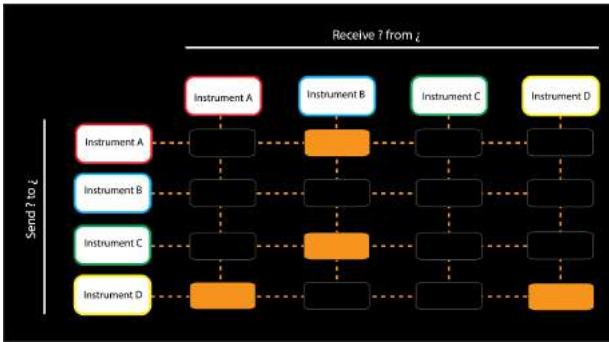 Receive ? from ¿
Instrument A
Instrument B
Instrument C
Instrument D
Send ? to ¿
Instrument A
Instrument B
Instrument C
Instrument D